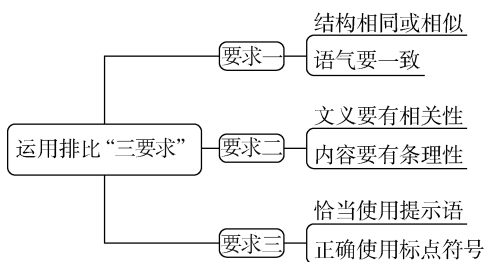 运用排比“三要求”
要求一
结构相同或相似
语气要一致
要求二
文义要有相关性
内容要有条理性
要求三
恰当使用提示语
正确使用标点符号